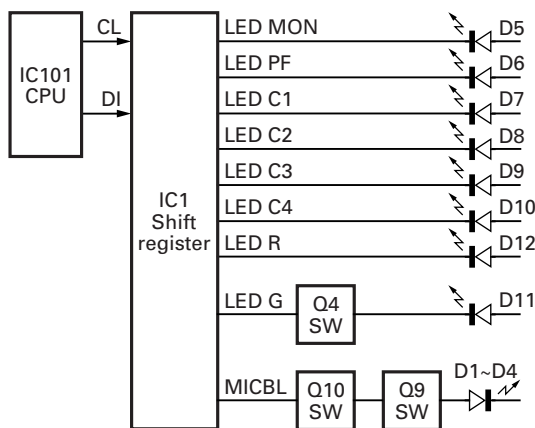 CL
DI
IC101
CPU
IC1
Shift
register
LED MON
D5
LED PF
D6
LED C1
D7
LED C2
D8
LED C3
D9
LED C4
D10
LED R
D12
LED G
Q4
SW
D11
MICBL
Q10
SW
Q9
SW
D1~D4